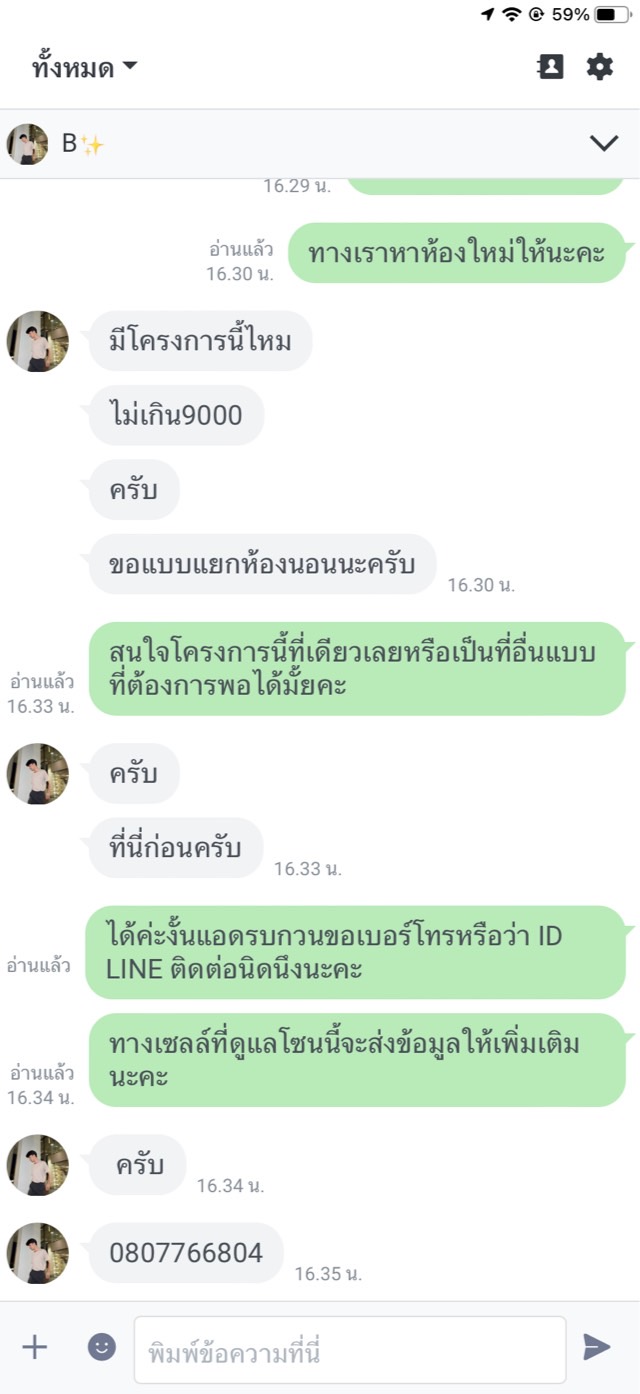 59%
ทั้งหมด
B✨
16.29 น.
อ่านแล้ว
16.30 น.
ทางเราหาห้องใหม่ให้นะคะ
มีโครงการนี้ไหม
ไม่เกิน9000
ครับ
ขอแบบแยกห้องนอนนะครับ
16.30 น.
สนใจโครงการนี้ที่เดียวเลยหรือเป็นที่อื่นแบบ
ที่ต้องการพอได้มั้ยคะ
อ่านแล้ว
16.33 น.
ครับ
ที่นี่ก่อนครับ
16.33 น.
ได้ค่ะงั้นแอดรบกวนขอเบอร์โทรหรือว่า ID
LINE ติดต่อนิดนึงนะคะ
อ่านแล้ว
ทางเซลล์ที่ดูแลโซนนี้จะส่งข้อมูลให้เพิ่มเติม
นะคะ
อ่านแล้ว
16.34 น.
ครับ
16.34 น.
0807766804
16.35 น.
พิมพ์ข้อความที่นี่